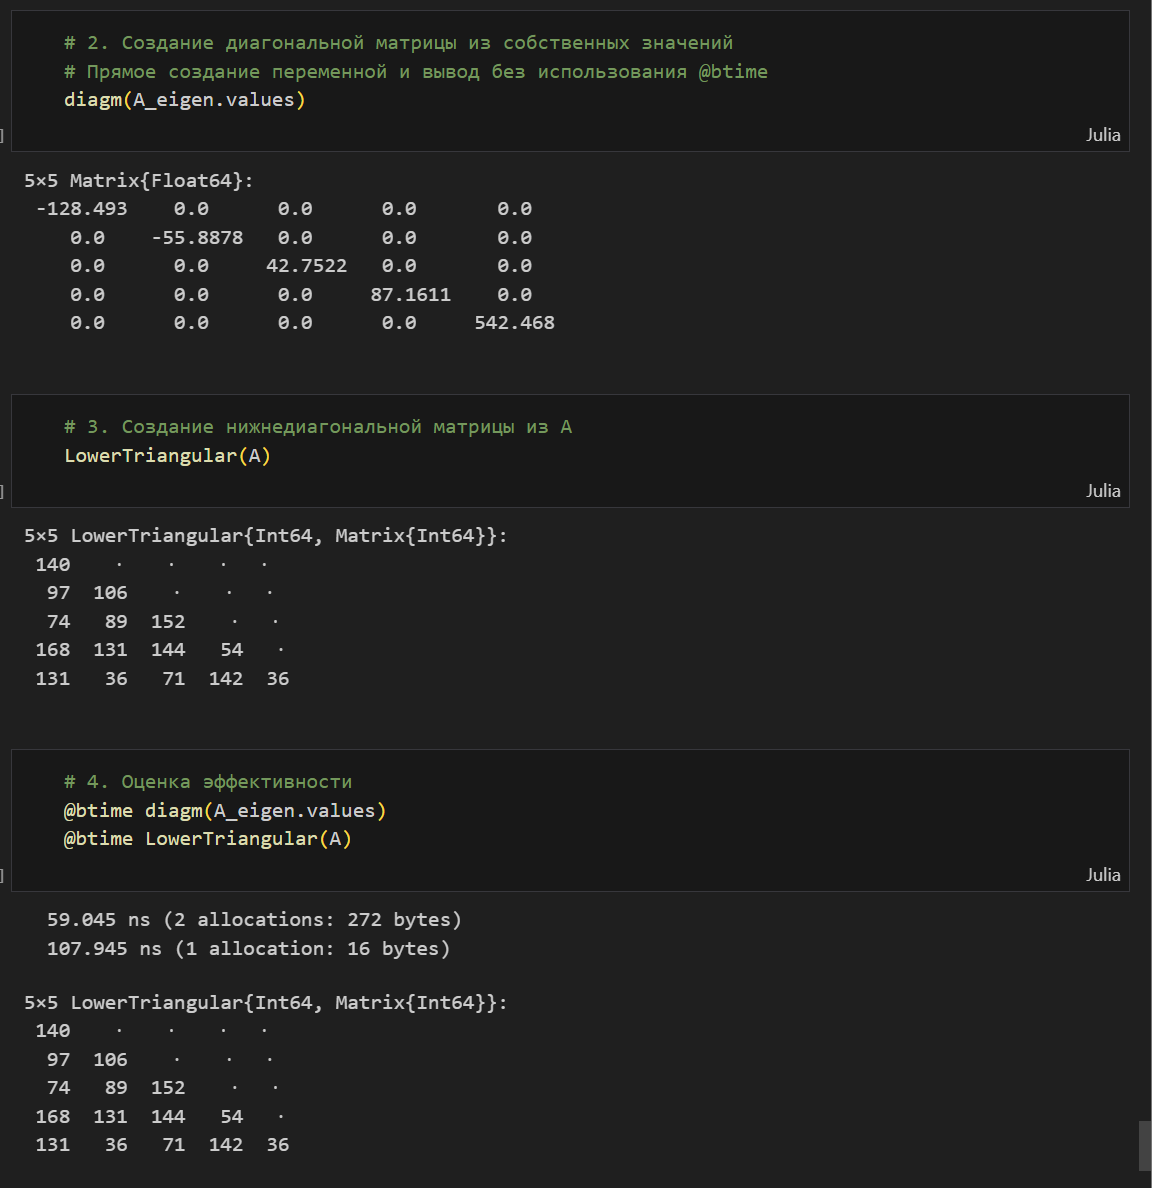 # 2. Создание диагональной матрицы из собственных значений
# Прямое создание переменной и вывод без использования @btime
diagm(A_eigen.values)
]
Julia
5×5 Matrix{Float64}:
-128.493 0.0 0.0 0.0 0.0
0.0 -55.8878 0.0 0.0 0.0
0.0 0.0 42.7522 0.0 0.0
0.0 0.0 0.0 87.1611 0.0
0.0 0.0 0.0 0.0 542.468
# 3. Создание нижнедиагональной матрицы из A
LowerTriangular(A)
]
Julia
5×5 LowerTriangular{Int64, Matrix{Int64}}:
140 · · · ·
97 106 · · ·
74 89 152 · ·
168 131 144 54 ·
131 36 71 142 36
# 4. Оценка эффективности
@btime diagm(A_eigen.values)
@btime LowerTriangular(A)
]
Julia
59.045 ns (2 allocations: 272 bytes)
107.945 ns (1 allocation: 16 bytes)
5×5 LowerTriangular{Int64, Matrix{Int64}}:
140 · · · ·
97 106 · · ·
74 89 152 · ·
168 131 144 54 ·
131 36 71 142 36